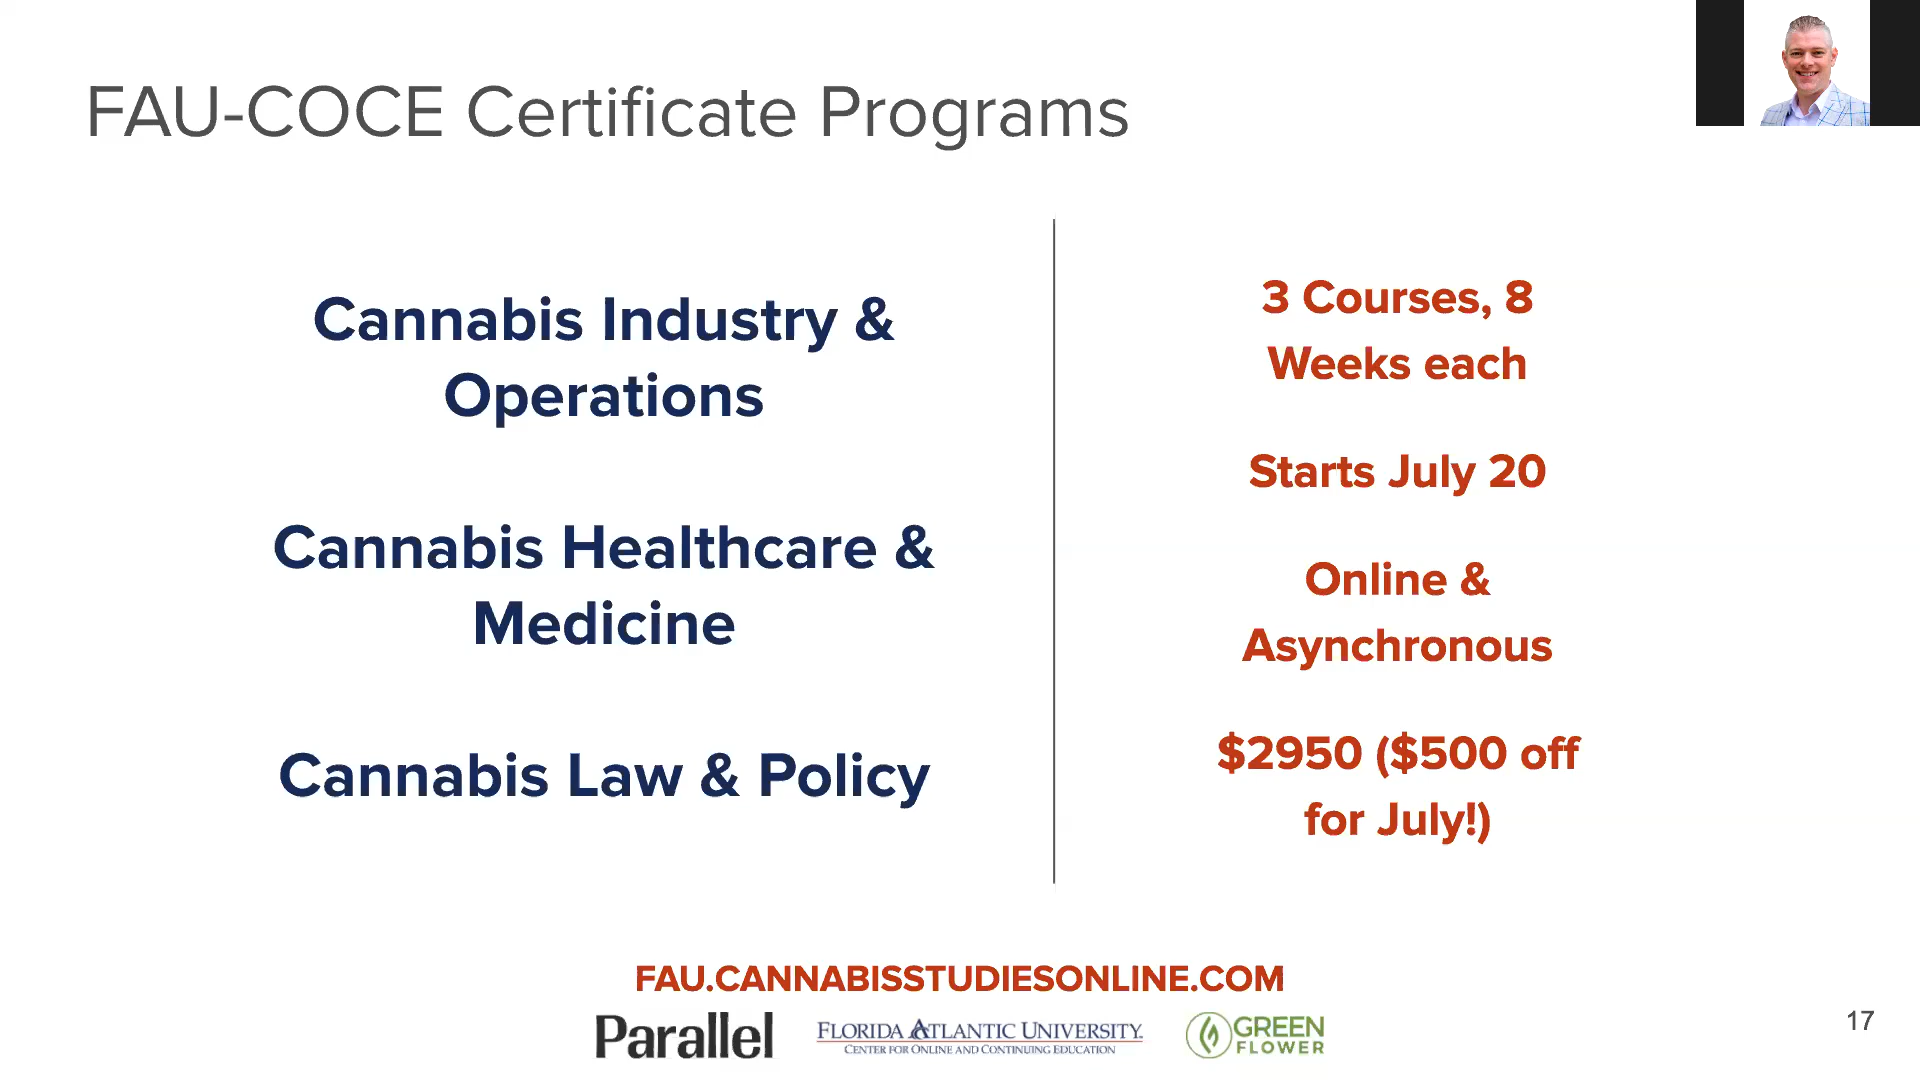 FAU-COCE Certificate Programs
Cannabis Industry &
Operations
Cannabis Healthcare &
Medicine
Cannabis Law & Policy
3 Courses, 8
Weeks each
Starts July 20
Online &
Asynchronous
$2950 ($500 off
for July!)
FAU.CANNABISSTUDIESONLINE.COM
Parallel
FLORIDA ATLANTIC UNIVERSITY.
CENTER FOR ONLINE AND CONTINUING EDUCATION
GREEN
FLOWER
17